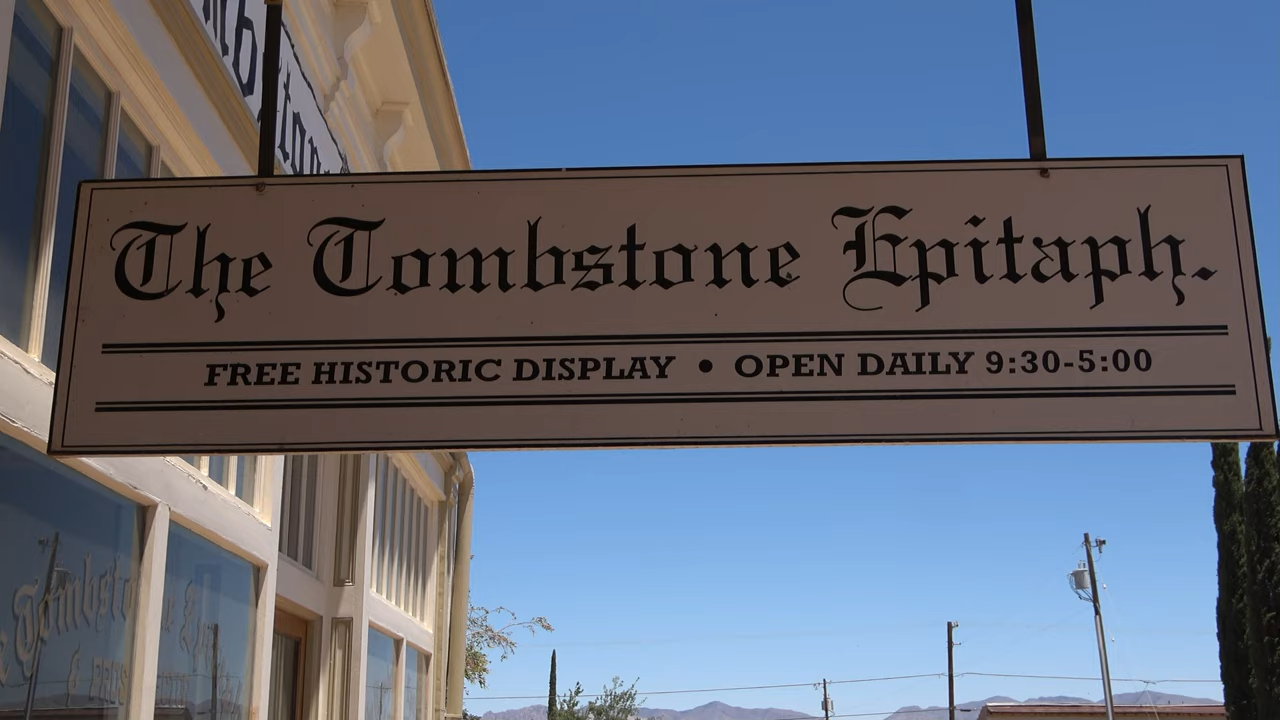 The Tombstone Epitaph.
FREE HISTORIC DISPLAY • OPEN DAILY 9:30-5:00